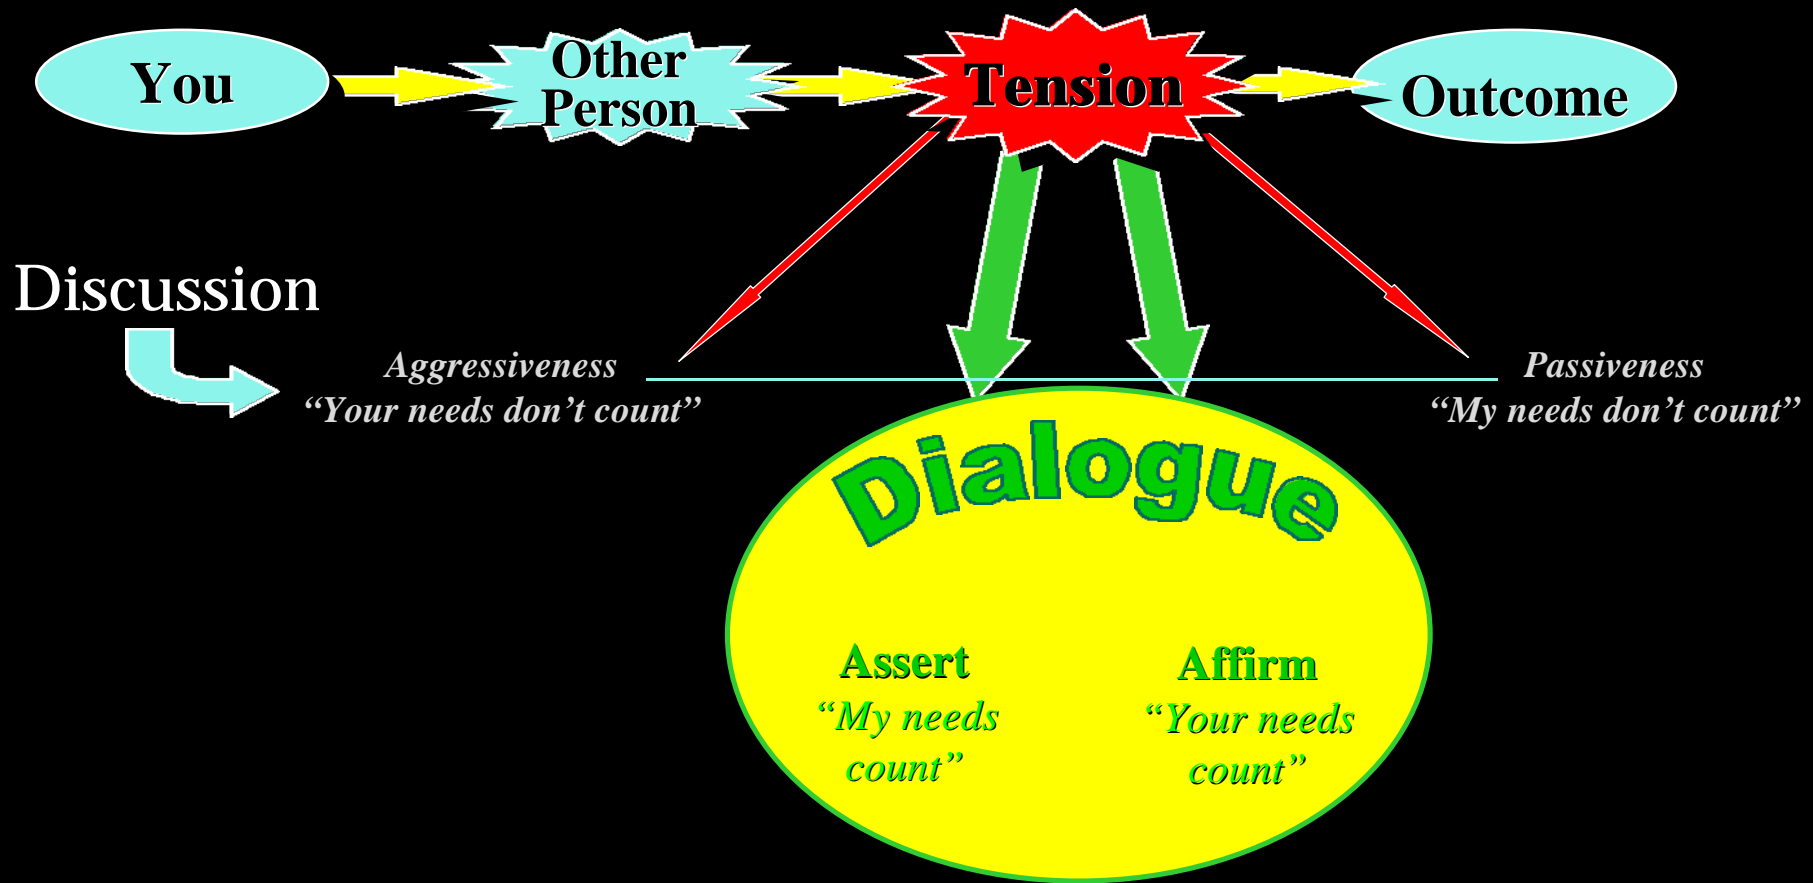 You
Other
Person
Tension
Outcome
Discussion
Aggressiveness
“Your needs don’t count”
Passiveness
“My needs don’t count”
Dialogue
Assert
“My needs
count”
Affirm
“Your needs
count”